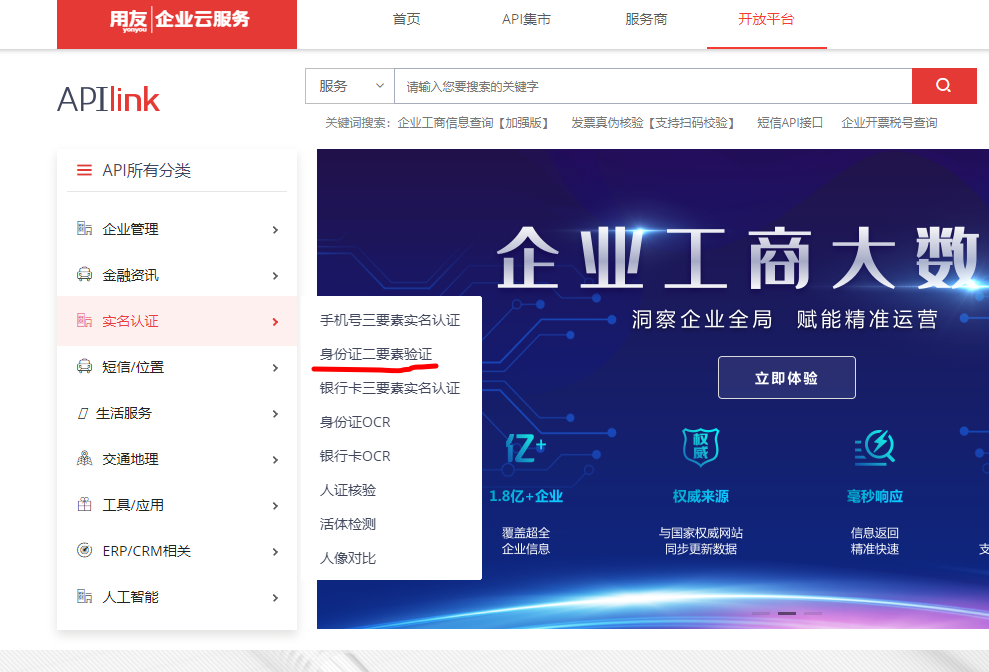 用友 企业云服务
yonyou
首页 API集市 服务商 开放平台
APIlink
服务 请输入您要搜索的关键字
关键词搜索: 企业工商信息查询【加强版】 发票真伪核验【支持扫码校验】 短信API接口 企业开票税号查询
API所有分类
企业管理
金融资讯
实名认证
短信/位置
生活服务
交通地理
工具/应用
ERP/CRM相关
人工智能
手机号三要素实名认证
身份证二要素验证
银行卡三要素实名认证
身份证OCR
银行卡OCR
人证核验
活体检测
人像对比
企业工商大数
洞察企业全局 赋能精准运营
立即体验
亿+
权威
1.8亿+企业 权威来源 毫秒响应
覆盖超全 与国家权威网站 信息返回
企业信息 同步更新数据 精准快速 支